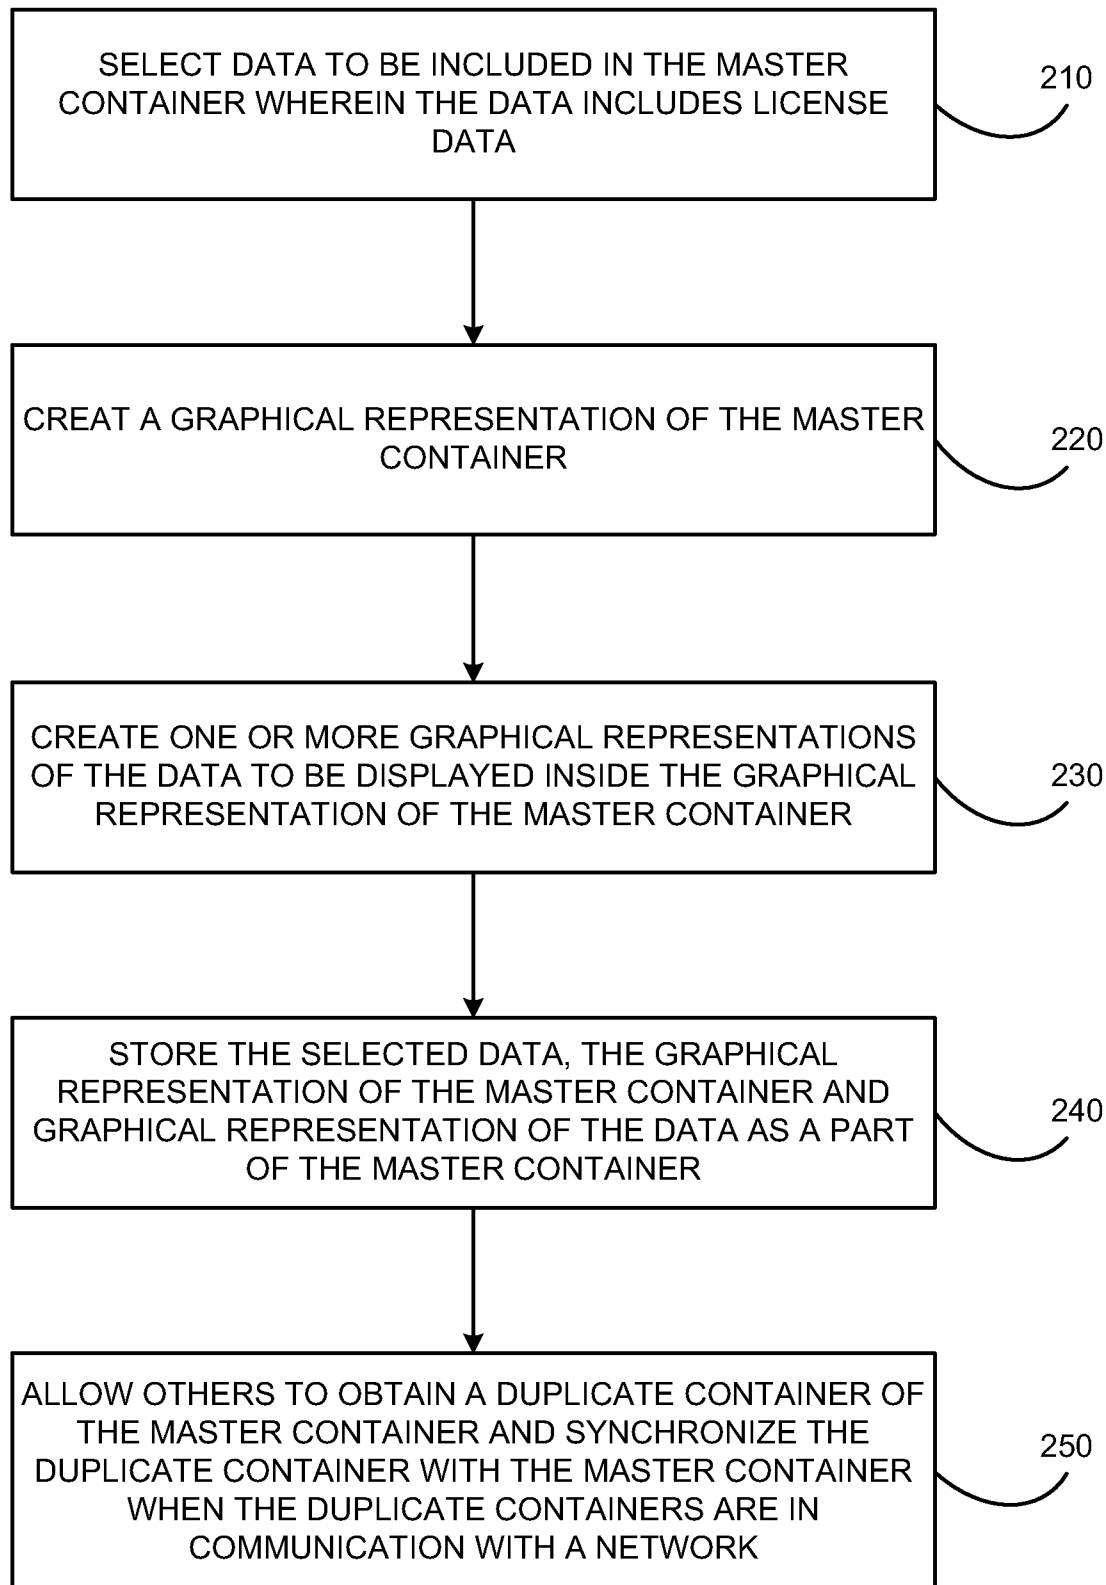 SELECT DATA TO BE INCLUDED IN THE MASTER
CONTAINER WHEREIN THE DATA INCLUDES LICENSE
DATA
210
CREAT A GRAPHICAL REPRESENTATION OF THE MASTER
CONTAINER
220
CREATE ONE OR MORE GRAPHICAL REPRESENTATIONS
OF THE DATA TO BE DISPLAYED INSIDE THE GRAPHICAL
REPRESENTATION OF THE MASTER CONTAINER
230
STORE THE SELECTED DATA, THE GRAPHICAL
REPRESENTATION OF THE MASTER CONTAINER AND
GRAPHICAL REPRESENTATION OF THE DATA AS A PART
OF THE MASTER CONTAINER
240
ALLOW OTHERS TO OBTAIN A DUPLICATE CONTAINER OF
THE MASTER CONTAINER AND SYNCHRONIZE THE
DUPLICATE CONTAINER WITH THE MASTER CONTAINER
WHEN THE DUPLICATE CONTAINERS ARE IN
COMMUNICATION WITH A NETWORK
250